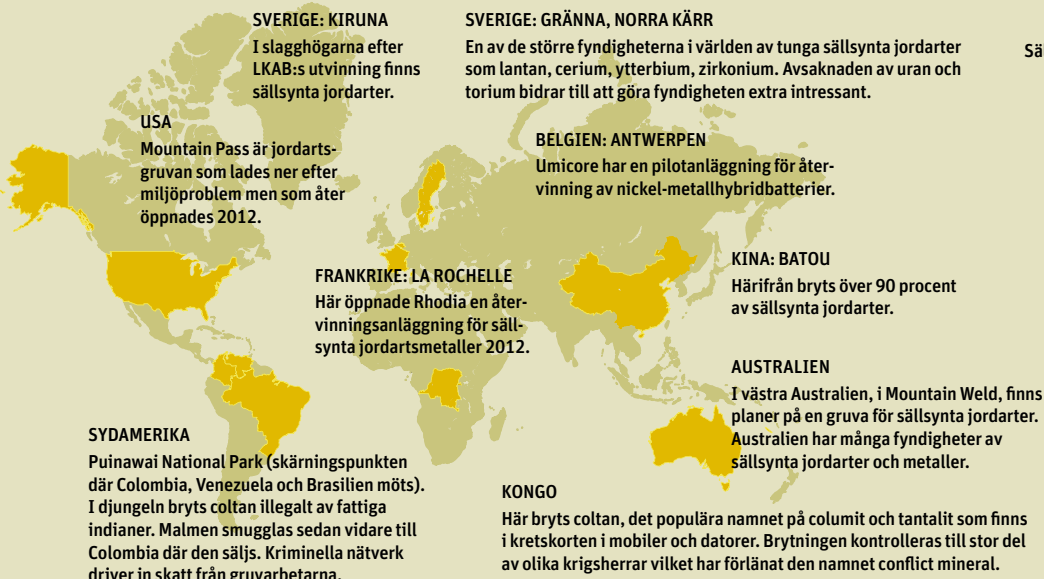 SVERIGE: KIRUNA
I slagghögarna efter
LKAB:s utvinning finns
sällsynta jordarter.
SVERIGE: GRÄNNA, NORRA KÄRR
En av de större fyndigheterna i världen av tunga sällsynta jordarter
som lantan, cerium, ytterbium, zirkonium. Avsaknaden av uran och
torium bidrar till att göra fyndigheten extra intressant.
USA
Mountain Pass är jordarts-
gruvan som lades ner efter
miljöproblem men som åter
öppnades 2012.
BELGIEN: ANTWERPEN
Umicore har en pilotanläggning för åter-
vinning av nickel-metallhybridbatterier.
FRANKRIKE: LA ROCHELLE
Här öppnade Rhodia en åter-
vinningsanläggning för säll-
synta jordartsmetaller 2012.
KINA: BATOU
Härifrån bryts över 90 procent
av sällsynta jordarter.
AUSTRALIEN
I västra Australien, i Mountain Weld, finns
planer på en gruva för sällsynta jordarter.
Australien har många fyndigheter av
sällsynta jordarter och metaller.
SYDAMERIKA
Puinawai National Park (skärningspunkten
där Colombia, Venezuela och Brasilien möts).
I djungeln bryts coltan illegalt av fattiga
indianer. Malmen smugglas sedan vidare till
Colombia där den säljs. Kriminella nätverk
driver in skatt från gruvarbetarna.
KONGO
Här bryts coltan, det populära namnet på columit och tantalit som finns
i kretskorten i mobiler och datorer. Brytningen kontrolleras till stor del
av olika krigsherrar vilket har förlänat den namnet conflict mineral.